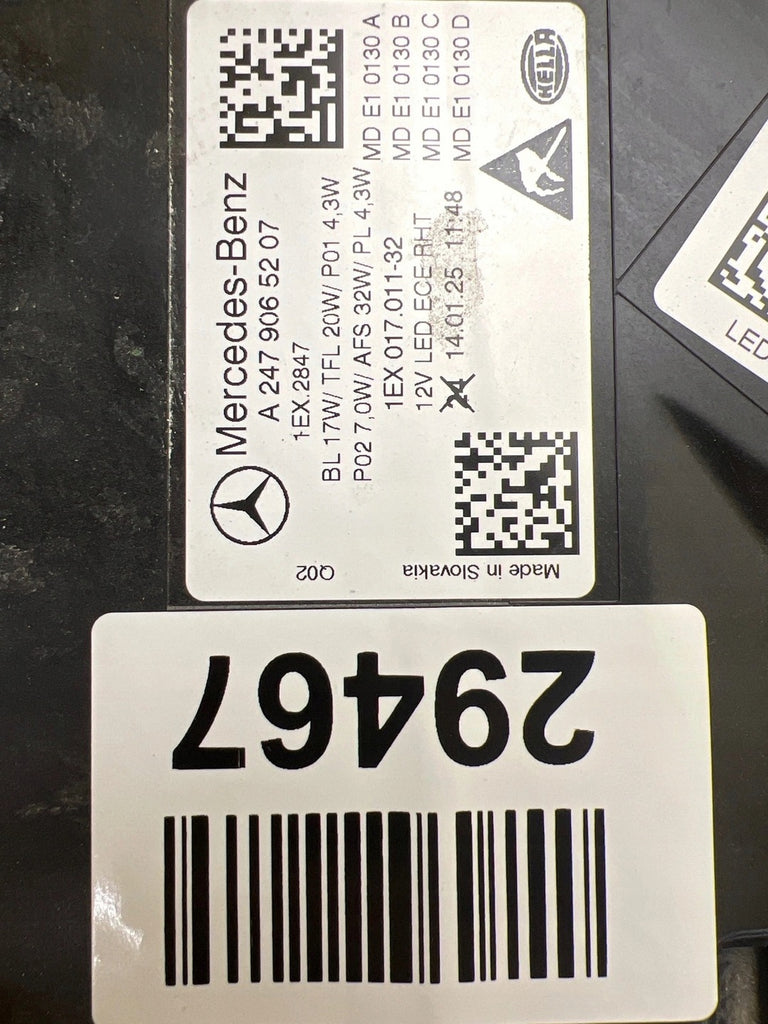 Mercedes-Benz
A 247 906 52 07
1EX.2847
BL 17W/ TFL 20W/ P01 4,3W
P02 7,0W/ AFS 32W/ PL 4,3W
1EX 017.011-32
12V LED ECE RHT
24 14.01.25 11:48
MD E1 0130 A
MD E1 0130 B
MD E1 0130 C
MD E1 0130 D
HELLA
Q02
Made in Slovakia
29467
LED